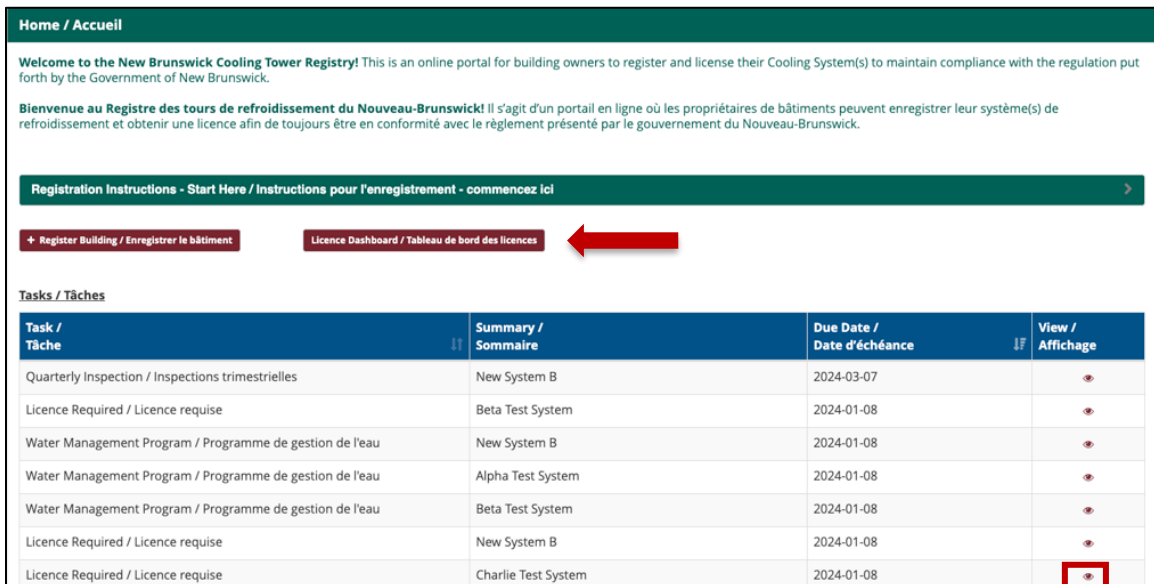 Home / Accueil
Welcome to the New Brunswick Cooling Tower Registry! This is an online portal for building owners to register and license their Cooling System(s) to maintain compliance with the regulation put
forth by the Government of New Brunswick.
Bienvenue au Registre des tours de refroidissement du Nouveau-Brunswick! Il s'agit d'un portail en ligne où les propriétaires de bâtiments peuvent enregistrer leur système(s) de
refroidissement et obtenir une licence afin de toujours être en conformité avec le règlement présenté par le gouvernement du Nouveau-Brunswick.
Registration Instructions - Start Here / Instructions pour l'enregistrement - commencez ici
+ Register Building / Enregistrer le bâtiment Licence Dashboard / Tableau de bord des licences
Tasks / Tâches
Task / Summary / Due Date / View /
Tâche Sommaire Date d'échéance Affichage
Quarterly Inspection / Inspections trimestrielles New System B 2024-03-07
Licence Required / Licence requise Beta Test System 2024-01-08
Water Management Program / Programme de gestion de l'eau New System B 2024-01-08
Water Management Program / Programme de gestion de l'eau Alpha Test System 2024-01-08
Water Management Program / Programme de gestion de l'eau Beta Test System 2024-01-08
Licence Required / Licence requise New System B 2024-01-08
Licence Required / Licence requise Charlie Test System 2024-01-08